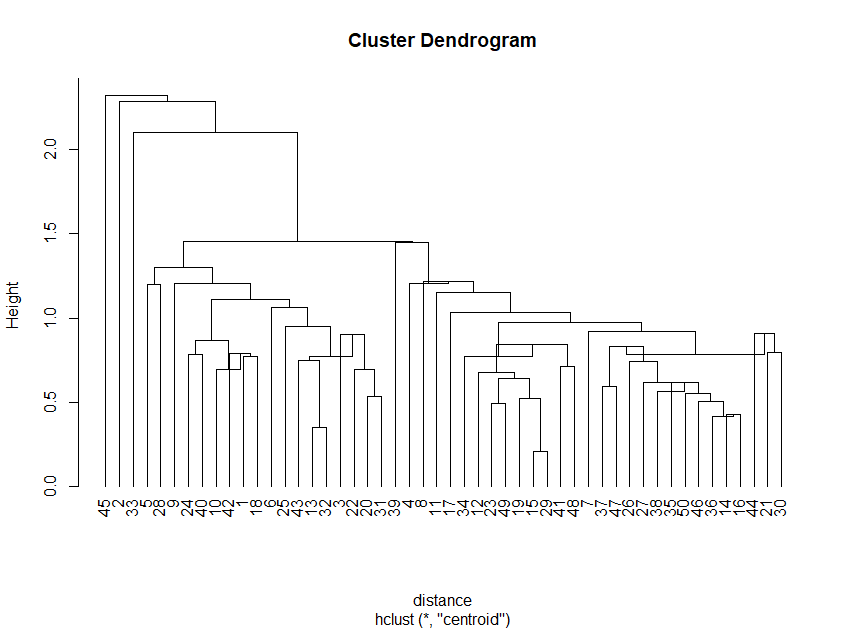 Cluster Dendrogram
Height
0.0 0.5 1.0 1.5 2.0
45 2 33 5 28 9 24 40 10 42 1 18 6 25 43 13 32 3 22 20 31 39 4 8 11 17 34 12 23 49 19 15 29 41 48 7 37 47 26 27 38 35 50 46 36 14 16 44 21 30
distance
hclust (*, "centroid")